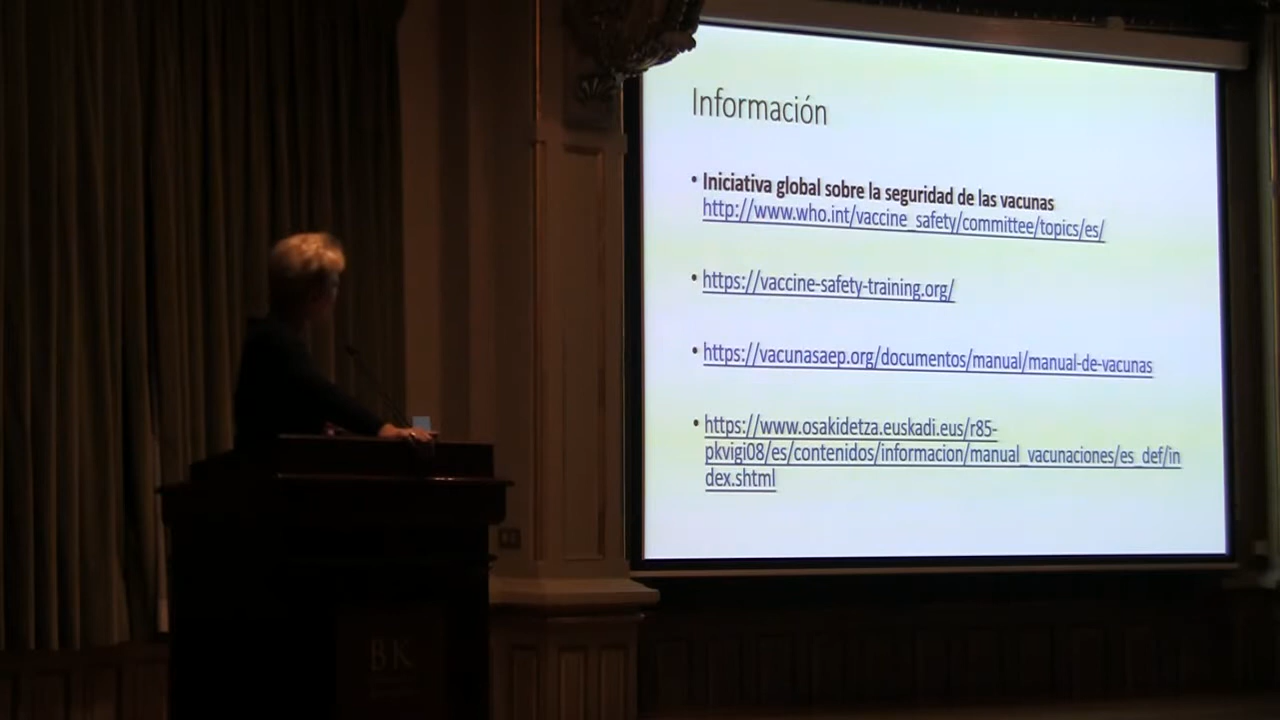 Información
• Iniciativa global sobre la seguridad de las vacunas
http://www.who.int/vaccine_safety/committee/topics/es/
• https://vaccine-safety-training.org/
• https://vacunasaep.org/documentos/manual/manual-de-vacunas
• https://www.osakidetza.euskadi.eus/r85-
pkvigi08/es/contenidos/informacion/manual_vacunaciones/es_def/in
dex.shtml
BK